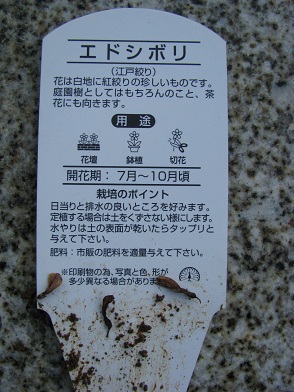 エドシボリ
(江戸絞り)
花は白地に紅絞りの珍しいものです。
庭園樹としてはもちろんのこと、茶
花にも向きます。
用途
花壇 鉢植 切花
開花期： 7月〜10月頃
栽培のポイント
日当りと排水の良いところを好みます。
定植する場合は土をくずさない様にします。
水やりは土の表面が乾いたらタップリと
与えて下さい。
肥料：市販の肥料を適量与えて下さい。
※印刷物の為、写真と色、形が
多少異なる場合があります